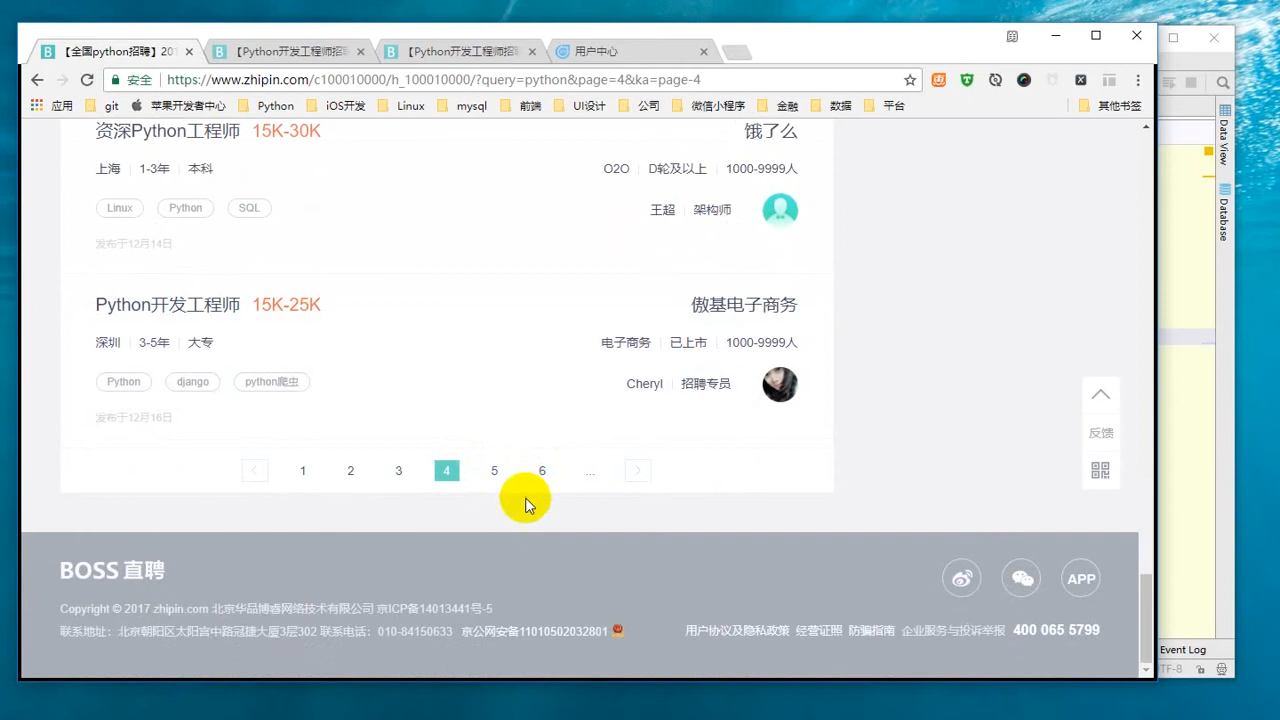 【全国python招聘】201
【Python开发工程师招聘
【Python开发工程师招聘
用户中心
安全 https://www.zhipin.com/c100010000/h_100010000/?query=python&page=4&ka=page-4
应用 git 苹果开发者中心 Python iOS开发 Linux mysql 前端 UI设计 公司 微信小程序 金融 数据 平台 其他书签
资深Python工程师 15K-30K 饿了么
上海 1-3年 本科 O2O D轮及以上 1000-9999人
Linux Python SQL 王超 架构师
发布于12月14日
Python开发工程师 15K-25K 傲基电子商务
深圳 3-5年 大专 电子商务 已上市 1000-9999人
Python django python爬虫 Cheryl 招聘专员
发布于12月16日
1 2 3 4 5 6 ...
反馈
BOSS 直聘
APP
Copyright © 2017 zhipin.com 北京华品博睿网络技术有限公司 京ICP备14013441号-5
联系地址：北京朝阳区太阳宫中路冠捷大厦3层302 联系电话：010-84150633 京公网安备11010502032801
用户协议及隐私政策 经营证照 防骗指南 企业服务与投诉举报 400 065 5799
Data View
Database
Event Log
UTF-8